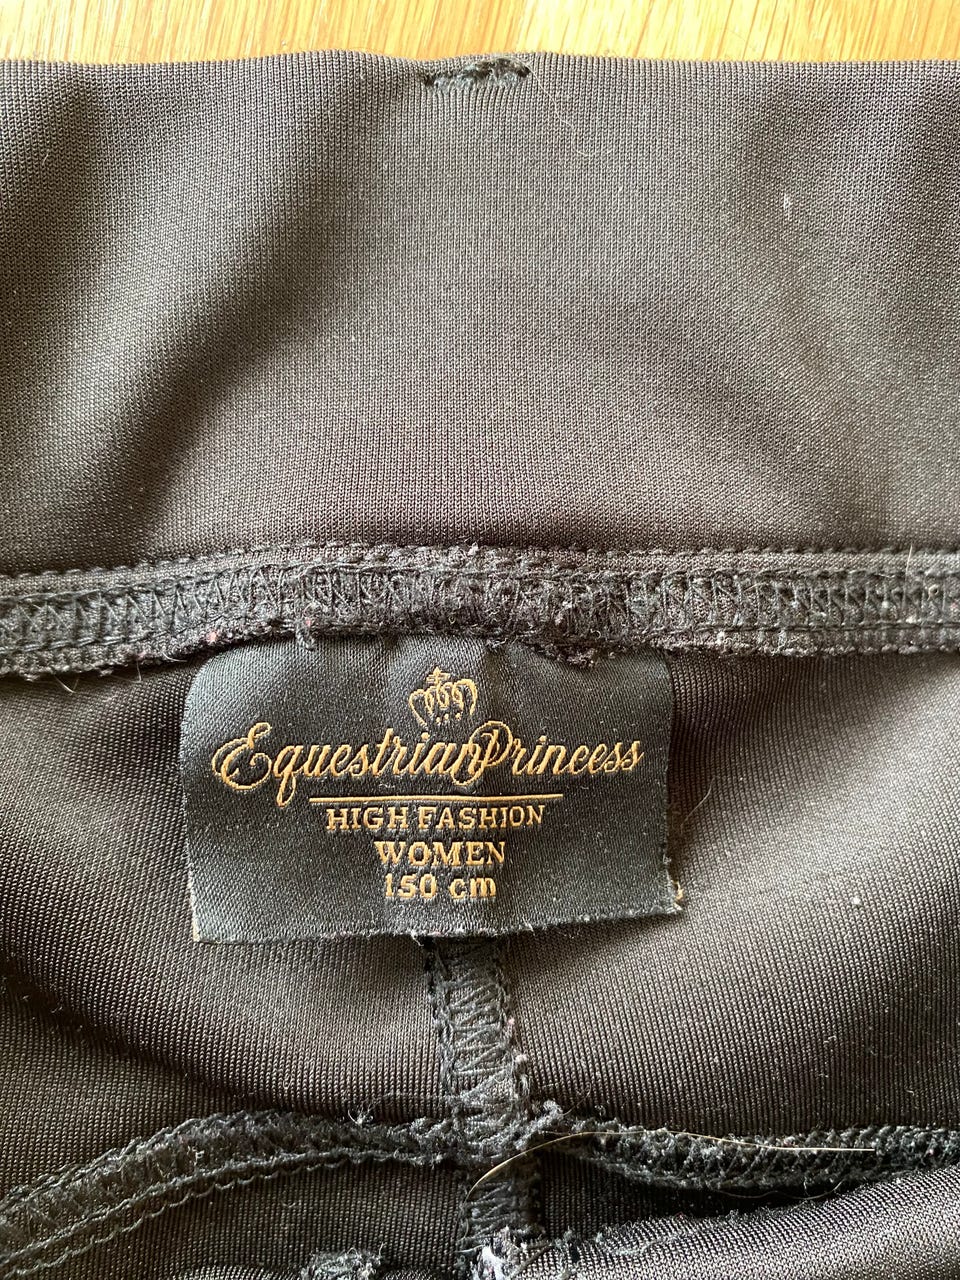 EquestrianPrincess
HIGH FASHION
WOMEN
150 cm